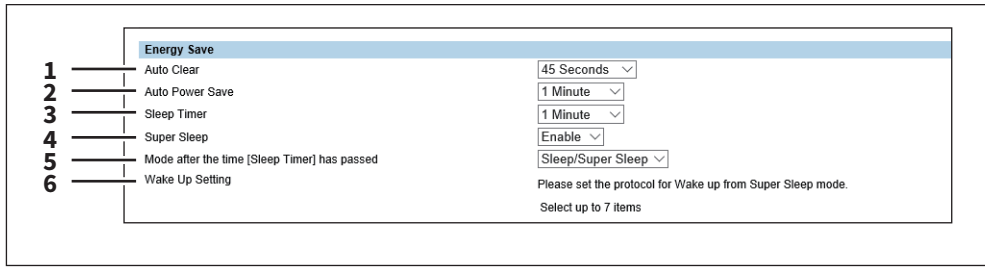 Energy Save
1 Auto Clear 45 Seconds
2 Auto Power Save 1 Minute
3 Sleep Timer 1 Minute
4 Super Sleep Enable
5 Mode after the time [Sleep Timer] has passed Sleep/Super Sleep
6 Wake Up Setting Please set the protocol for Wake up from Super Sleep mode.
Select up to 7 items